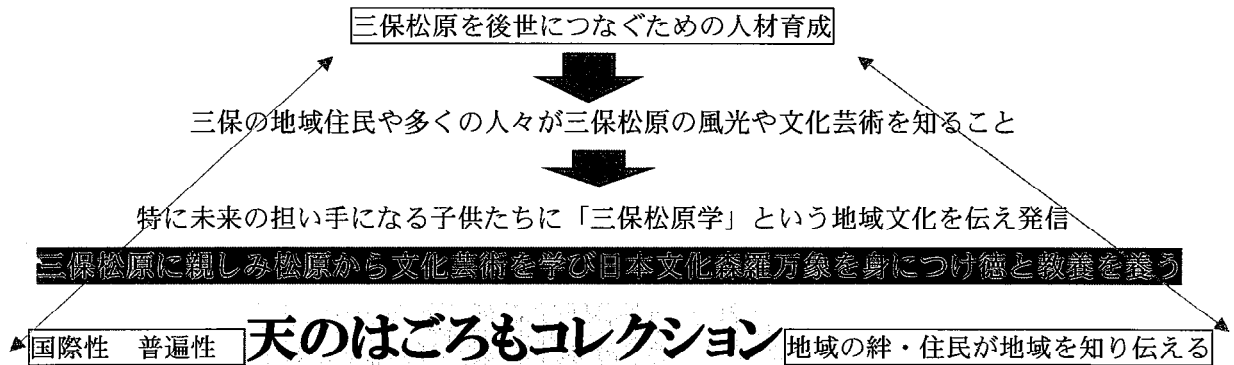 三保松原を後世につなぐための人材育成
三保の地域住民や多くの人々が三保松原の風光や文化芸術を知ること
特に未来の担い手になる子供たちに「三保松原学」という地域文化を伝え発信
三保松原に親しみ松原から文化芸術を学び日本文化森羅万象を身につけ徳と教養を養う
国際性　普遍性 天のはごろもコレクション 地域の絆・住民が地域を知り伝える